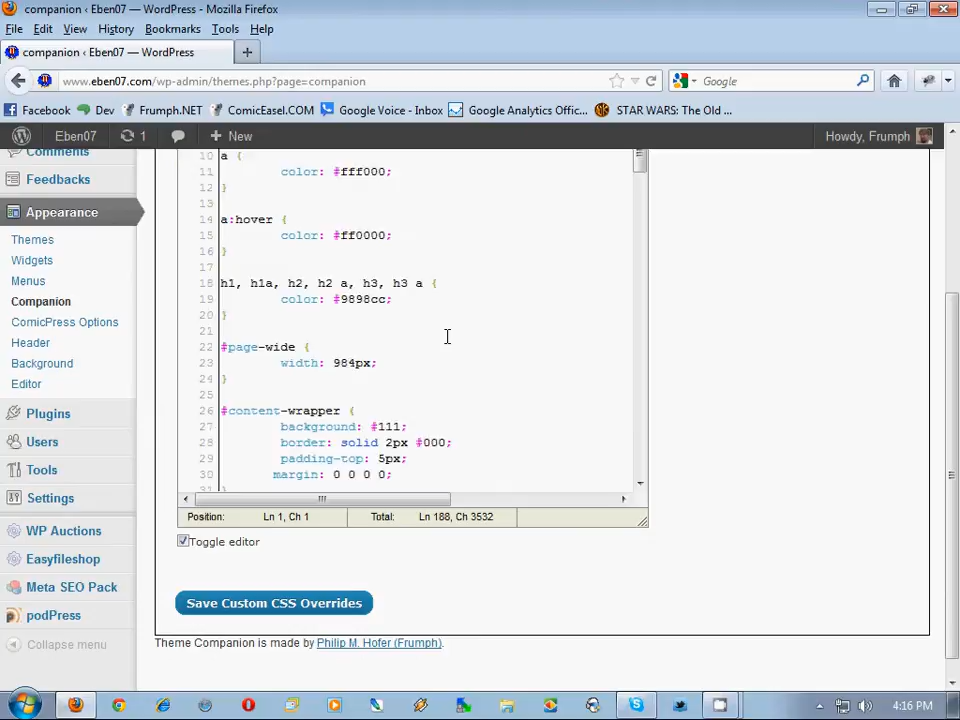 companion ‹ Eben07 — WordPress - Mozilla Firefox
File Edit View History Bookmarks Tools Help
companion ‹ Eben07 — WordPress
www.eben07.com/wp-admin/themes.php?page=companion
Google
Facebook Dev Frumph.NET ComicEasel.COM Google Voice - Inbox Google Analytics Offic... STAR WARS: The Old ...
Eben07 1 New Howdy, Frumph
Comments
Feedbacks
Appearance
Themes
Widgets
Menus
Companion
ComicPress Options
Header
Background
Editor
Plugins
Users
Tools
Settings
WP Auctions
Easyfileshop
Meta SEO Pack
podPress
Collapse menu
10 a {
11 color: #fff000;
12 }
13
14 a:hover {
15 color: #ff0000;
16 }
17
18 h1, h1a, h2, h2 a, h3, h3 a {
19 color: #9898cc;
20 }
21
22 #page-wide {
23 width: 984px;
24 }
25
26 #content-wrapper {
27 background: #111;
28 border: solid 2px #000;
29 padding-top: 5px;
30 margin: 0 0 0 0;
31 }
Position: Ln 1, Ch 1 Total: Ln 188, Ch 3532
Toggle editor
Save Custom CSS Overrides
Theme Companion is made by Philip M. Hofer (Frumph).
4:16 PM